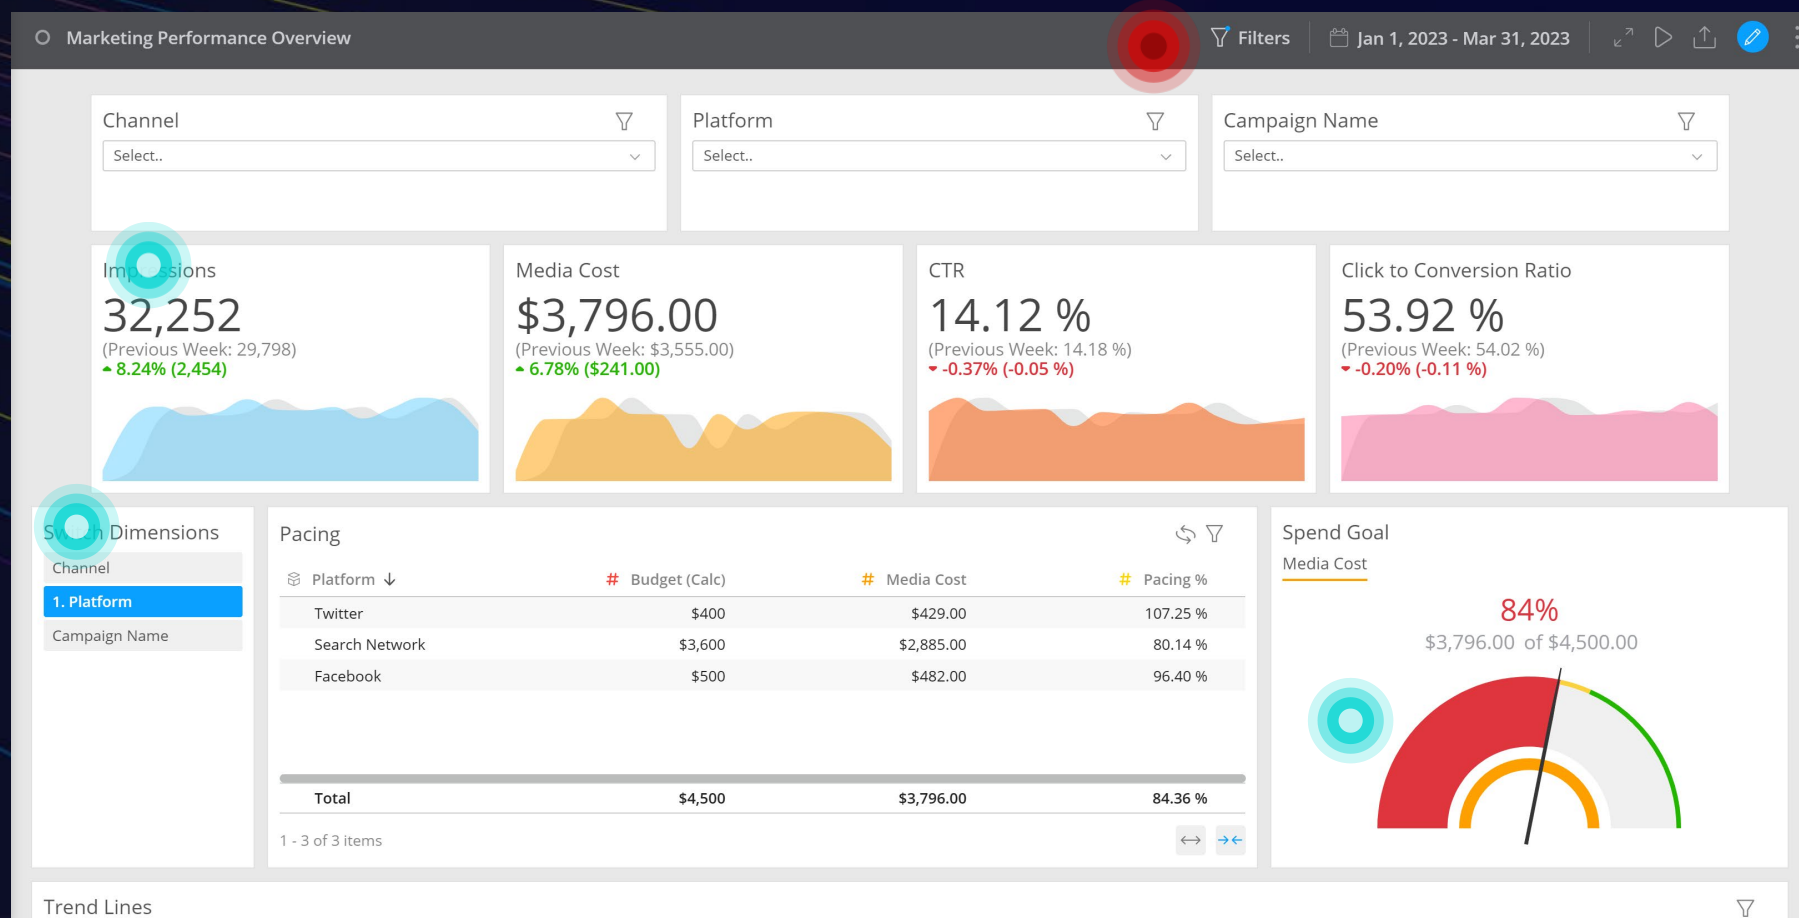 Marketing Performance Overview
Filters
Jan 1, 2023 - Mar 31, 2023
Channel
Select..
Platform
Select..
Campaign Name
Select..
Impressions
32,252
(Previous Week: 29,798)
8.24% (2,454)
Media Cost
$3,796.00
(Previous Week: $3,555.00)
6.78% ($241.00)
CTR
14.12 %
(Previous Week: 14.18 %)
-0.37% (-0.05 %)
Click to Conversion Ratio
53.92 %
(Previous Week: 54.02 %)
-0.20% (-0.11 %)
Switch Dimensions
Channel
1. Platform
Campaign Name
Pacing
Platform # Budget (Calc) # Media Cost # Pacing %
Twitter $400 $429.00 107.25 %
Search Network $3,600 $2,885.00 80.14 %
Facebook $500 $482.00 96.40 %
Total $4,500 $3,796.00 84.36 %
1 - 3 of 3 items
Spend Goal
Media Cost
84%
$3,796.00 of $4,500.00
Trend Lines